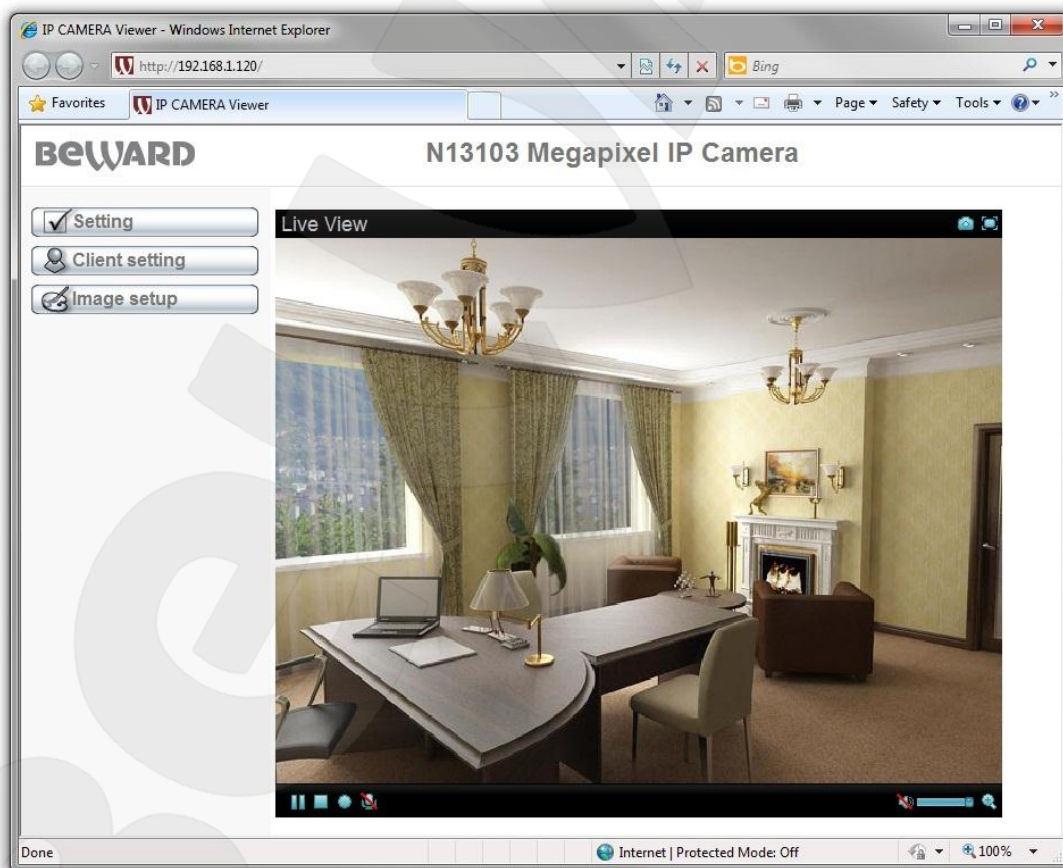 IP CAMERA Viewer - Windows Internet Explorer
http://192.168.1.120/
Bing
Favorites
IP CAMERA Viewer
Page
Safety
Tools
BEWARD
N13103 Megapixel IP Camera
Setting
Client setting
Image setup
Live View
Done
Internet | Protected Mode: Off
100%